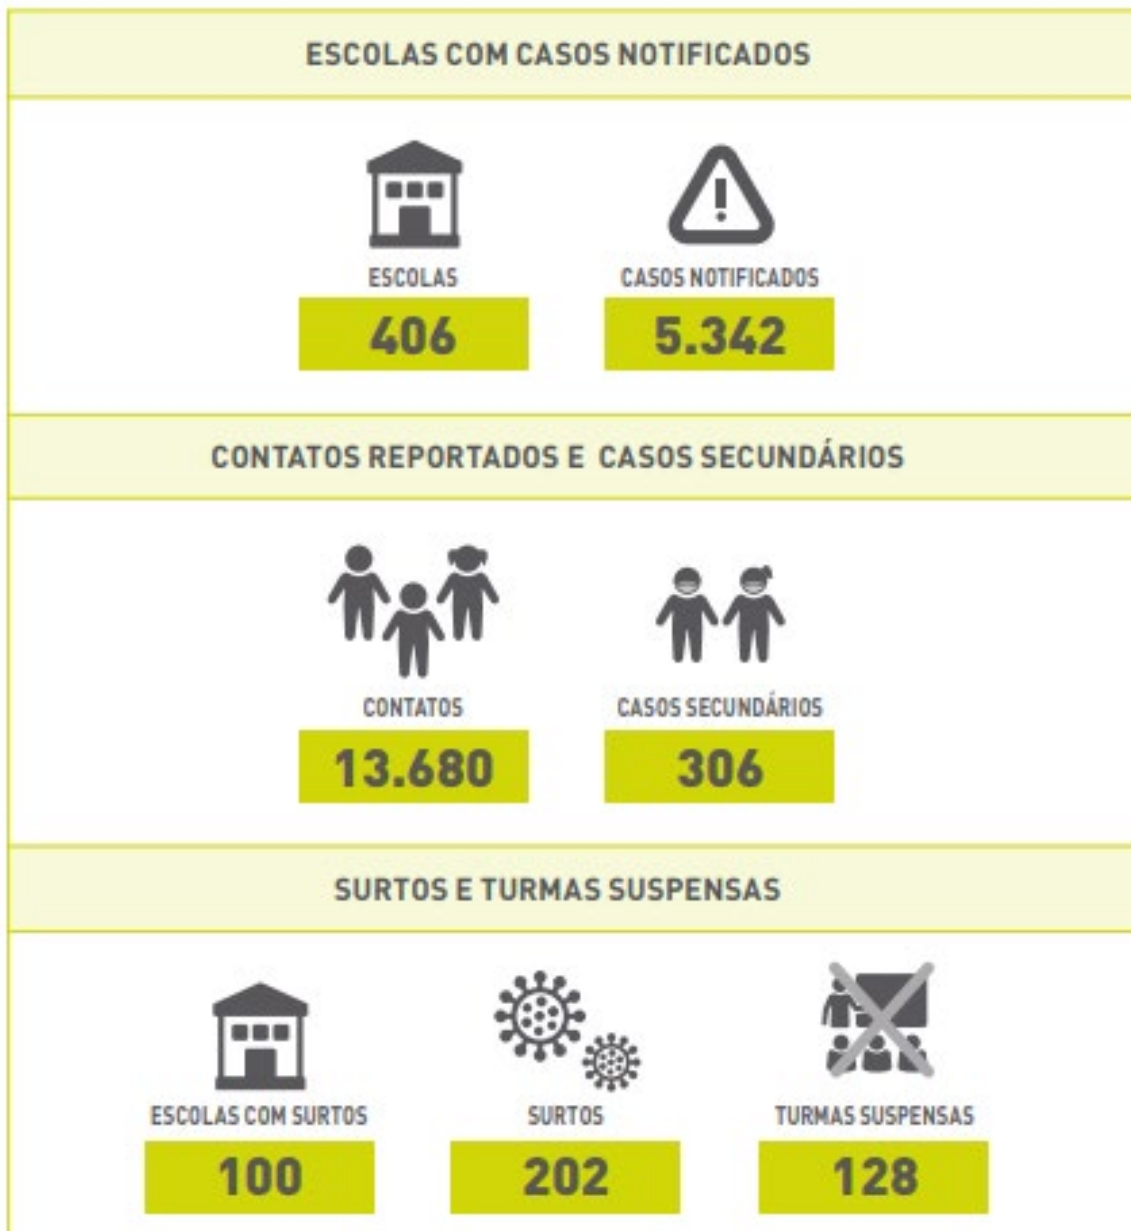 ESCOLAS COM CASOS NOTIFICADOS
ESCOLAS
406
CASOS NOTIFICADOS
5.342
CONTATOS REPORTADOS E CASOS SECUNDÁRIOS
CONTATOS
13.680
CASOS SECUNDÁRIOS
306
SURTOS E TURMAS SUSPENSAS
ESCOLAS COM SURTOS
100
SURTOS
202
TURMAS SUSPENSAS
128